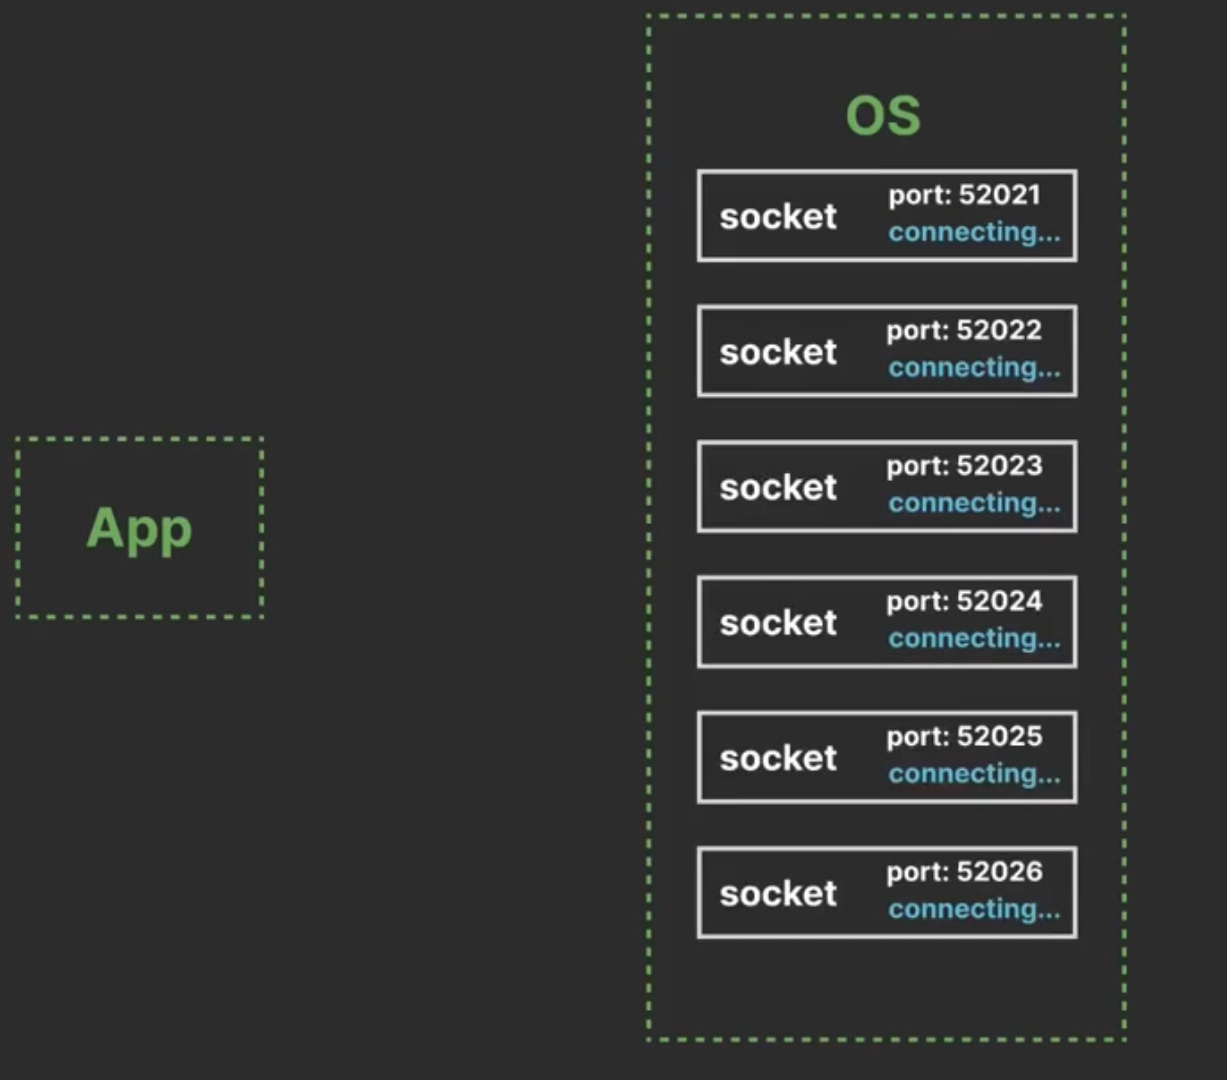 OS
socket
port: 52021
connecting...
socket
port: 52022
connecting...
socket
port: 52023
connecting...
App
socket
port: 52024
connecting...
socket
port: 52025
connecting...
socket
port: 52026
connecting...